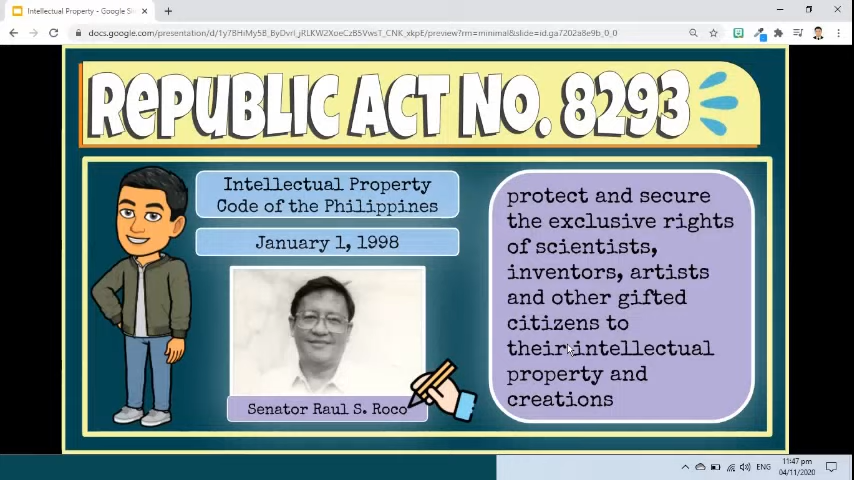 Intellectual Property - Google Sli
docs.google.com/presentation/d/1y7BHiMy5B_ByDvrl_jRLKW2XoeCzB5VwsT_CNK_xkpE/preview?rm=minimal&slide=id.ga7202a8e9b_0_0
REPUBLIC ACT NO. 8293
Intellectual Property
Code of the Philippines
January 1, 1998
Senator Raul S. Roco
protect and secure
the exclusive rights
of scientists,
inventors, artists
and other gifted
citizens to
their intellectual
property and
creations
ENG
11:47 pm
04/11/2020